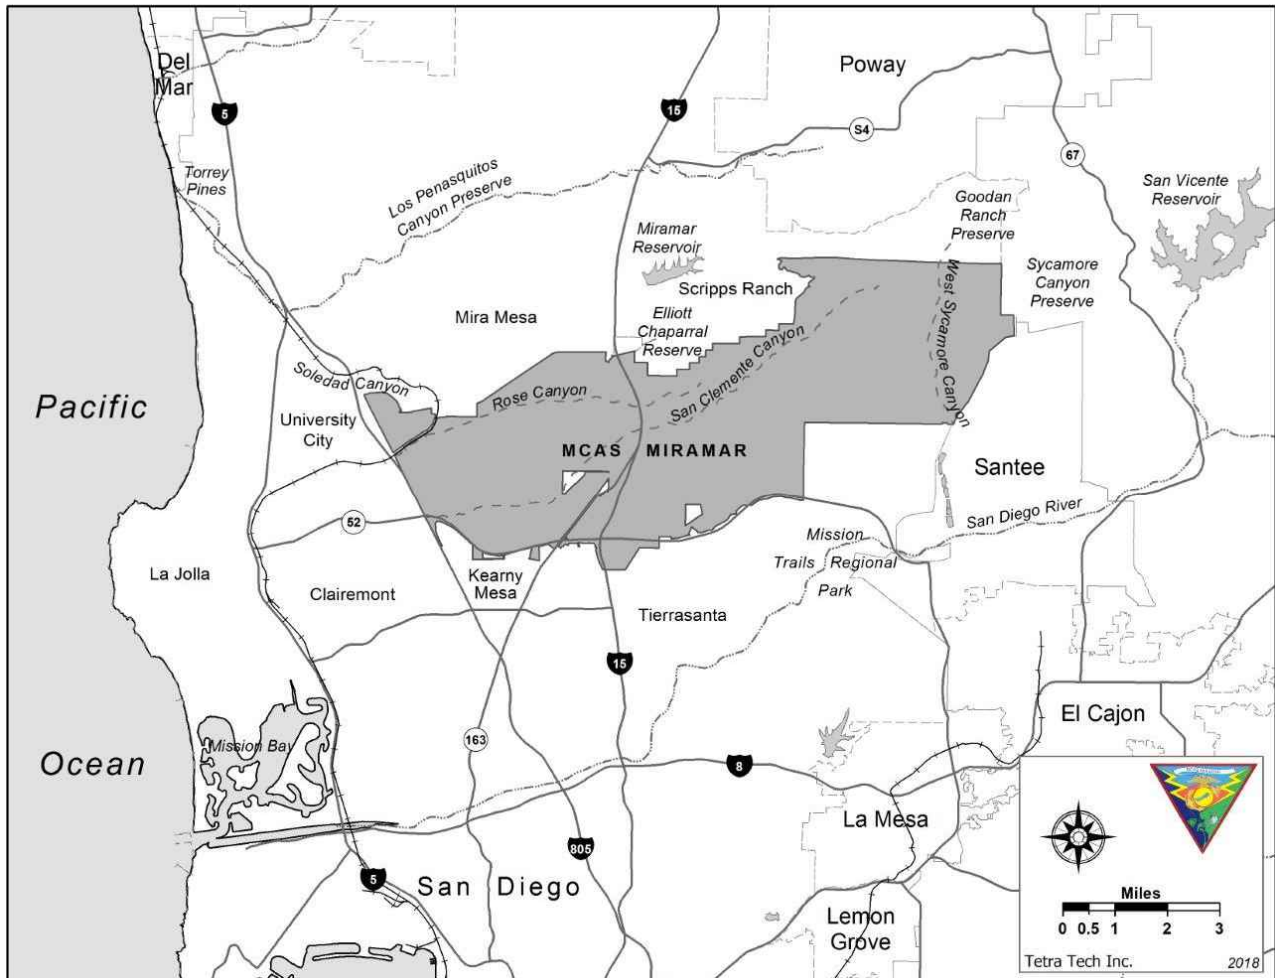 Del
Mar
5
15
Poway
S4
67
Torrey
Pines
Los Penasquitos
Canyon Preserve
San Vicente
Reservoir
Goodan
Ranch
Preserve
Miramar
Reservoir
Scripps Ranch
West Sycamore Canyon
Sycamore
Canyon
Preserve
Mira Mesa
Elliott
Chaparral
Reserve
Soledad Canyon
Rose Canyon
San Clemente Canyon
Pacific
University
City
MCAS MIRAMAR
Santee
52
San Diego River
Mission
Trails Regional
Park
La Jolla
Kearny
Mesa
Clairemont
Tierrasanta
15
El Cajon
163
Mission Bay
Ocean
8
La Mesa
805
5
San Diego
Lemon
Grove
Miles
0 0.5 1 2 3
Tetra Tech Inc. 2018